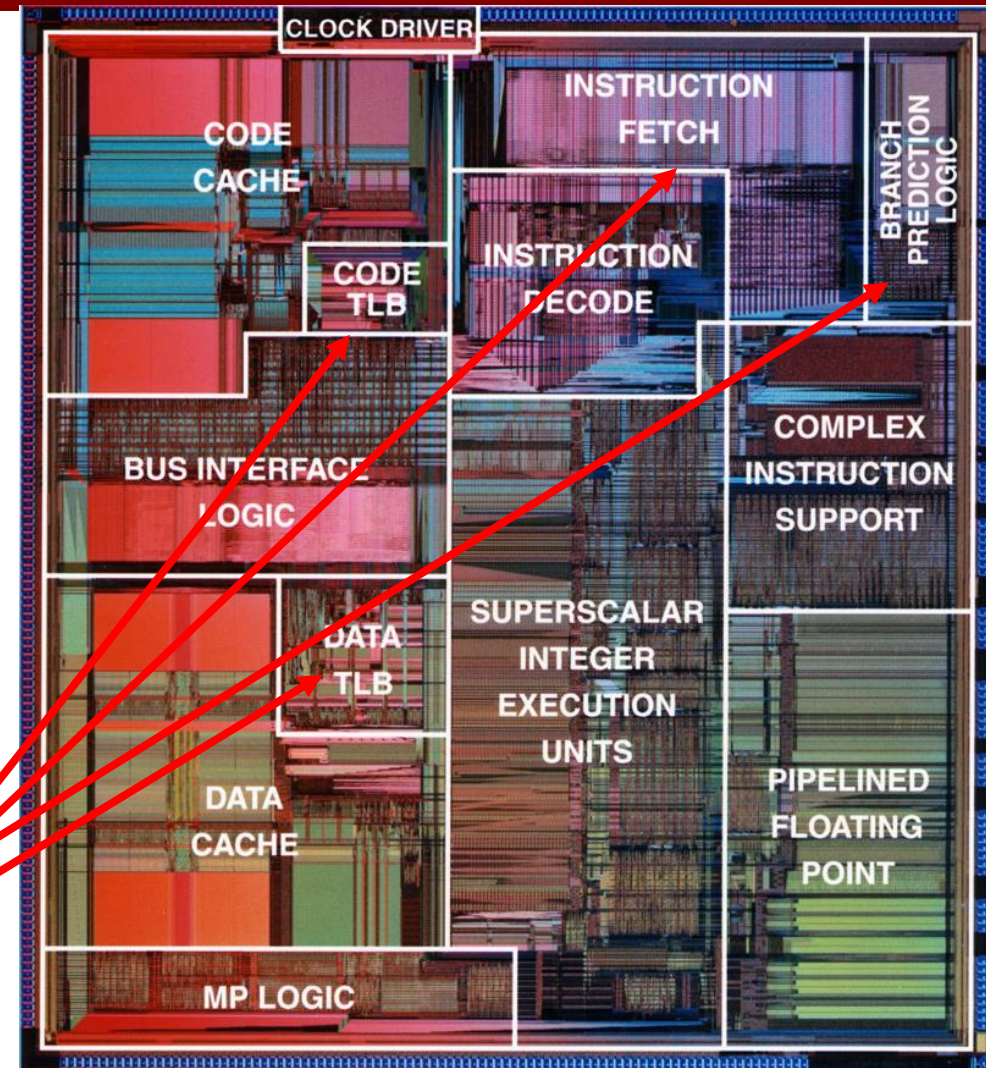 CLOCK DRIVER
CODE
CACHE
INSTRUCTION
FETCH
BRANCH
PREDICTION
LOGIC
CODE
TLB
INSTRUCTION
DECODE
BUS INTERFACE
LOGIC
COMPLEX
INSTRUCTION
SUPPORT
DATA
TLB
SUPERSCALAR
INTEGER
EXECUTION
UNITS
DATA
CACHE
PIPELINED
FLOATING
POINT
MP LOGIC